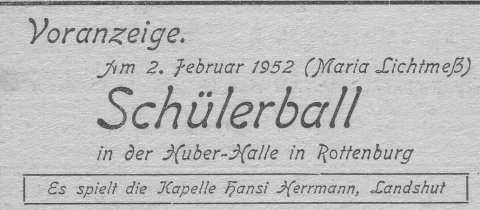 Voranzeige.
Am 2. Februar 1952 (Maria Lichtmeß)
Schülerball
in der Huber-Halle in Rottenburg
Es spielt die Kapelle Hansi Herrmann, Landshut